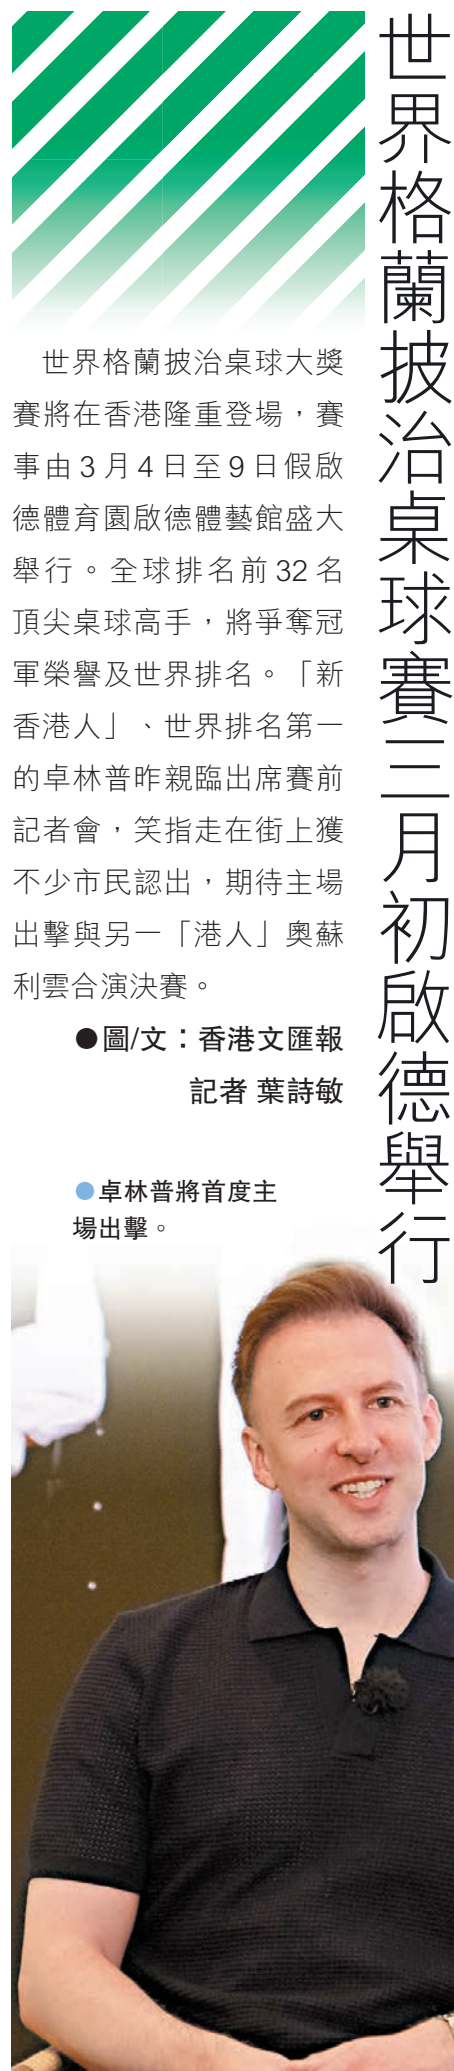 世界格蘭披治桌球賽三月初啟德舉行
世界格蘭披治桌球大獎
賽將在香港隆重登場，賽
事由3月4日至9日假啟
德體育園啟德體藝館盛大
舉行。全球排名前32名
頂尖桌球高手，將爭奪冠
軍榮譽及世界排名。「新
香港人」、世界排名第一
的卓林普昨親臨出席賽前
記者會，笑指走在街上獲
不少市民認出，期待主場
出擊與另一「港人」奧蘇
利雲合演決賽。
●圖/文：香港文匯報
記者 葉詩敏
●卓林普將首度主
場出擊。